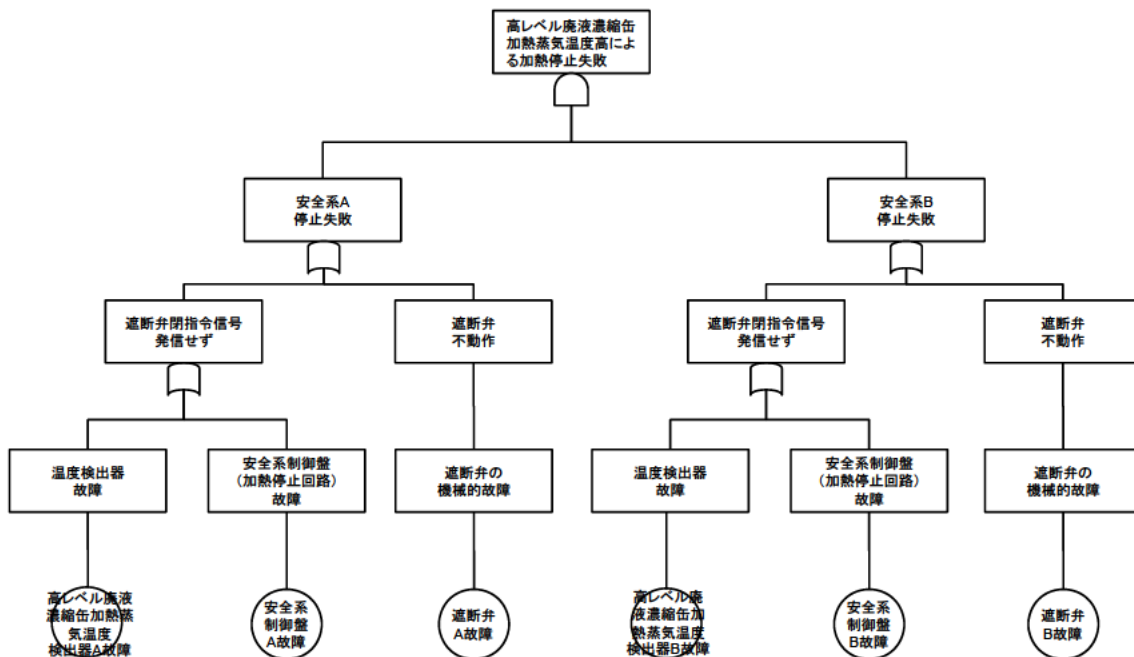 高レベル廃液濃縮缶
加熱蒸気温度高によ
る加熱停止失敗
安全系A
停止失敗
安全系B
停止失敗
遮断弁閉指令信号
発信せず
遮断弁
不動作
遮断弁閉指令信号
発信せず
遮断弁
不動作
温度検出器
故障
安全系制御盤
（加熱停止回路）
故障
遮断弁の
機械的故障
温度検出器
故障
安全系制御盤
（加熱停止回路）
故障
遮断弁の
機械的故障
高レベル廃液
濃縮缶加熱蒸
気温度
検出器A故障
安全系
制御盤
A故障
遮断弁
A故障
高レベル廃
液濃縮缶加
熱蒸気温度
検出器B故障
安全系
制御盤
B故障
遮断弁
B故障